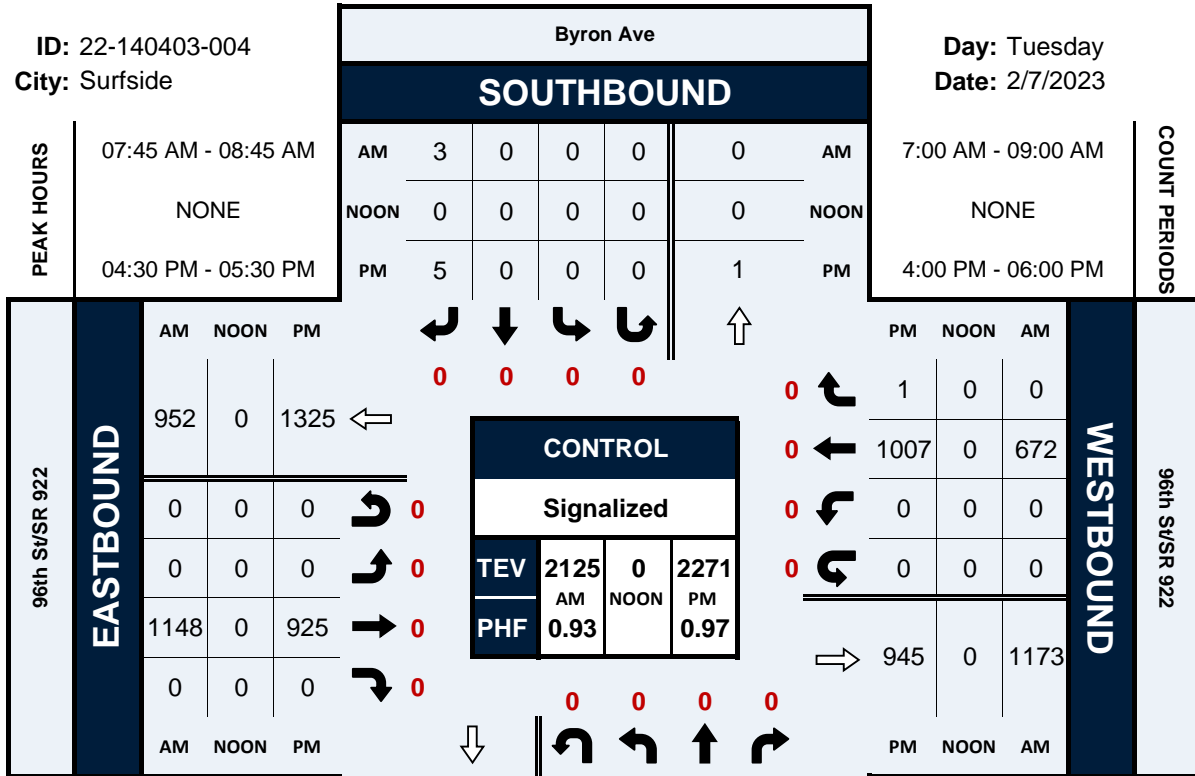 Byron Ave
ID: 22-140403-004
Day: Tuesday
City: Surfside
Date: 2/7/2023
SOUTHBOUND
PEAK HOURS
07:45 AM - 08:45 AM
NONE
04:30 PM - 05:30 PM
AM 3 0 0 0 0 AM
NOON 0 0 0 0 0 NOON
PM 5 0 0 0 1 PM
7:00 AM - 09:00 AM
NONE
4:00 PM - 06:00 PM
COUNT PERIODS
0 0 0 0
96th St/SR 922
EASTBOUND
AM NOON PM
952 0 1325
0 0 0 0
0 0 0 0
1148 0 925 0
0 0 0 0
AM NOON PM
CONTROL
Signalized
TEV 2125 0 2271
AM NOON PM
PHF 0.93 0.97
PM NOON AM
0 1 0 0
0 1007 0 672
0 0 0 0
0 0 0 0
945 0 1173
PM NOON AM
WESTBOUND
96th St/SR 922
0 0 0 0